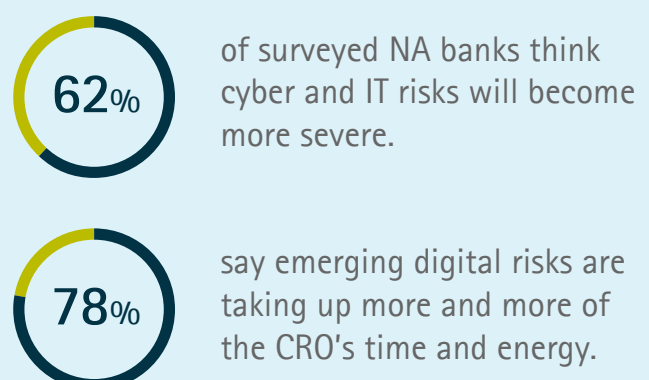 62%
of surveyed NA banks think
cyber and IT risks will become
more severe.
78%
say emerging digital risks are
taking up more and more of
the CRO's time and energy.